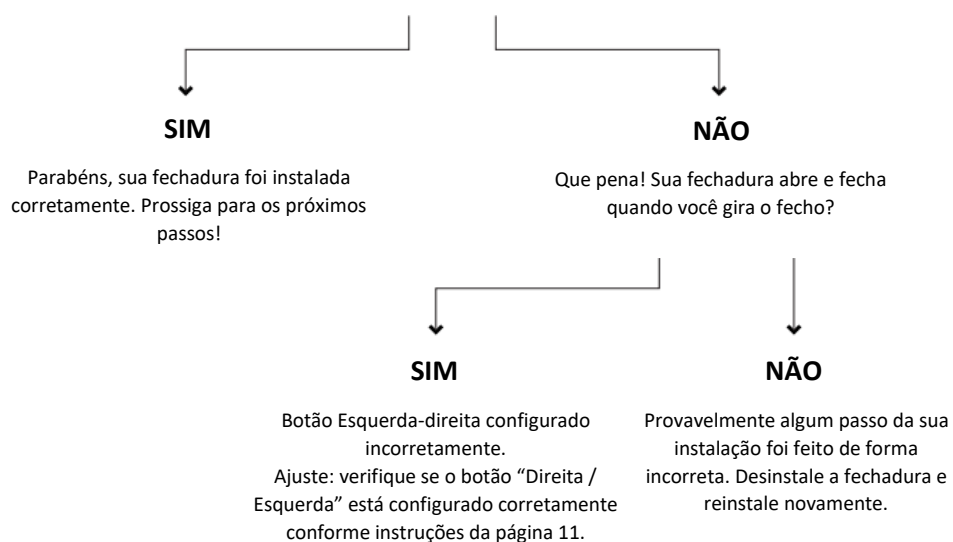 SIM
Parabéns, sua fechadura foi instalada
corretamente. Prossiga para os próximos
passos!
NÃO
Que pena! Sua fechadura abre e fecha
quando você gira o fecho?
SIM
Botão Esquerda-direita configurado
incorretamente.
Ajuste: verifique se o botão “Direita /
Esquerda” está configurado corretamente
conforme instruções da página 11.
NÃO
Provavelmente algum passo da sua
instalação foi feito de forma
incorreta. Desinstale a fechadura e
reinstale novamente.